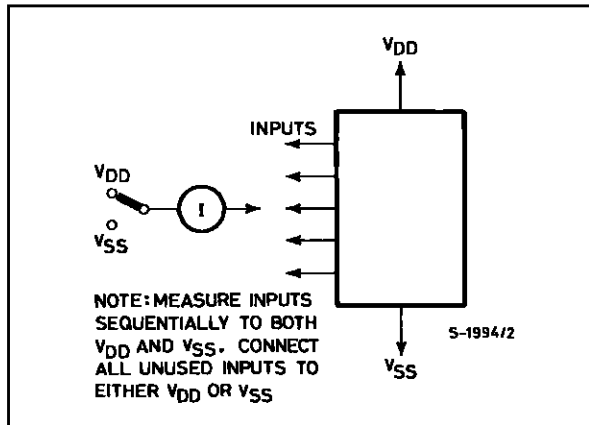 VDD
INPUTS
VDD
I
VSS
NOTE: MEASURE INPUTS
SEQUENTIALLY TO BOTH
VDD AND VSS. CONNECT
ALL UNUSED INPUTS TO
EITHER VDD OR VSS
S-1994/2
VSS